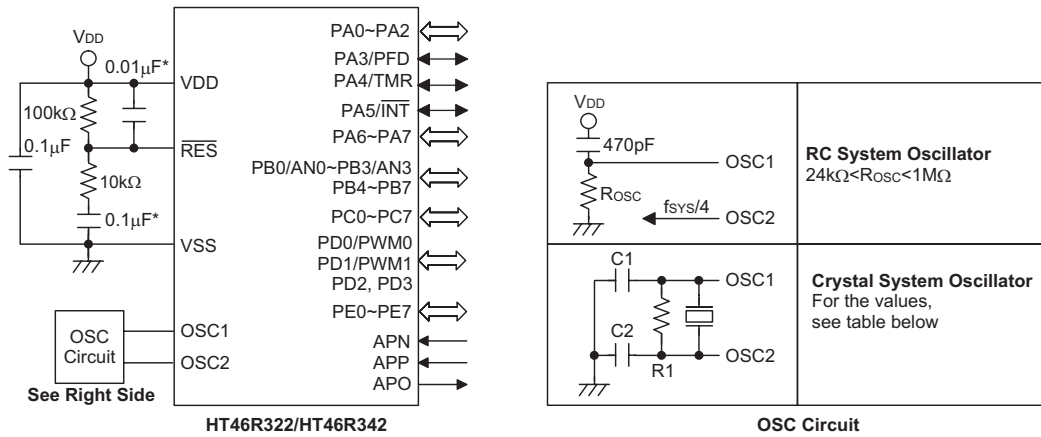 VDD
0.01μF*
VDD
100kΩ
0.1μF
RES
10kΩ
0.1μF*
VSS
OSC Circuit
OSC1
OSC2
See Right Side
PA0~PA2
PA3/PFD
PA4/TMR
PA5/INT
PA6~PA7
PB0/AN0~PB3/AN3
PB4~PB7
PC0~PC7
PD0/PWM0
PD1/PWM1
PD2, PD3
PE0~PE7
APN
APP
APO
HT46R322/HT46R342
VDD
470pF
OSC1
ROSC
fSYS/4
OSC2
RC System Oscillator
24kΩ<ROSC<1MΩ
C1
OSC1
C2
R1
OSC2
Crystal System Oscillator
For the values,
see table below
OSC Circuit